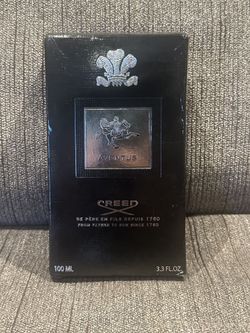 AVENTUS
CREED
DE PÈRE EN FILS DEPUIS 1760
FROM FATHER TO SON SINCE 1760
100 ML
3.3 FL.OZ.